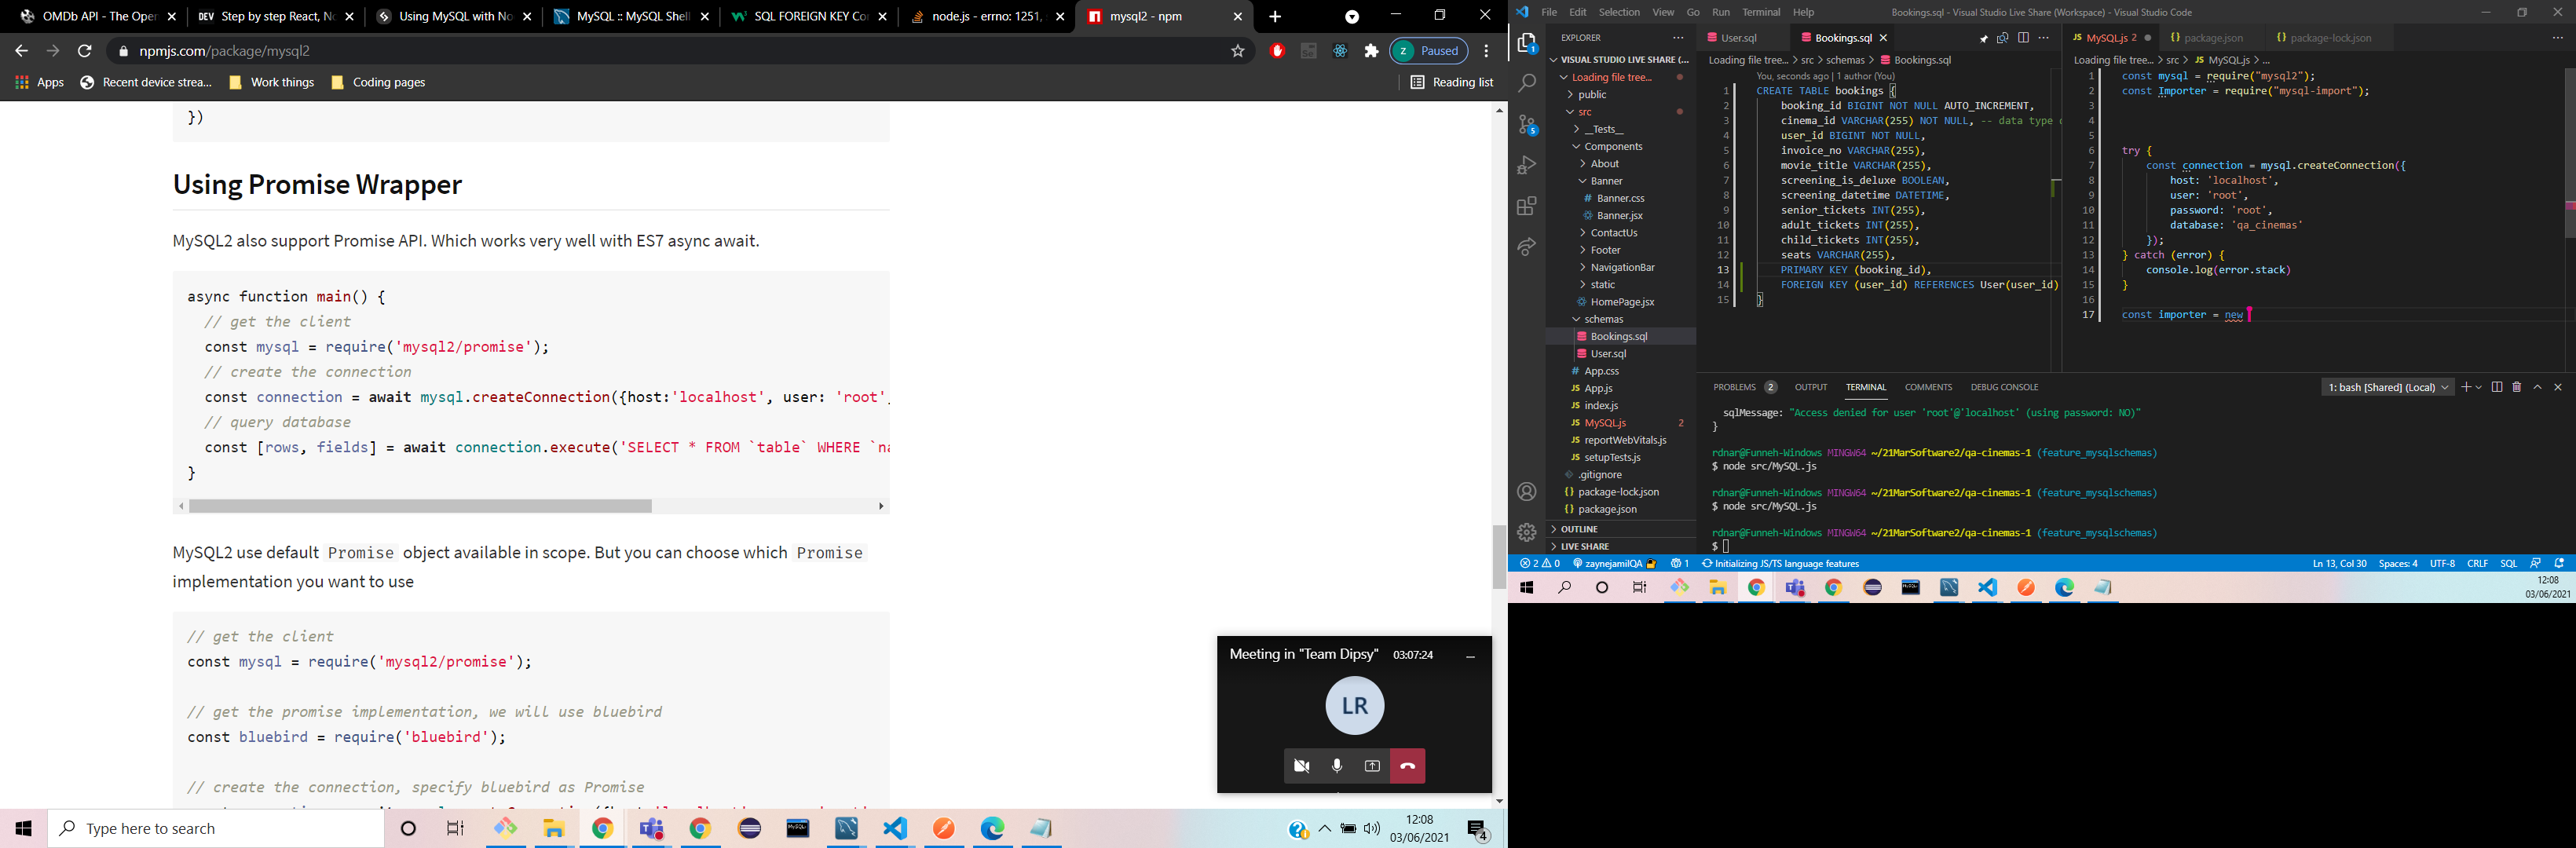 OMDb API - The Oper
DEV Step by step React, No
Using MySQL with No
MySQL :: MySQL Shell
SQL FOREIGN KEY Co
node.js - errno: 1251,
mysql2 - npm
npmjs.com/package/mysql2
Z Paused
Apps
Recent device strea...
Work things
Coding pages
Reading list
})
Using Promise Wrapper
MySQL2 also support Promise API. Which works very well with ES7 async await.
async function main() {
// get the client
const mysql = require('mysql2/promise');
// create the connection
const connection = await mysql.createConnection({host:'localhost', user: 'root',
// query database
const [rows, fields] = await connection.execute('SELECT * FROM `table` WHERE `na
}
MySQL2 use default Promise object available in scope. But you can choose which Promise
implementation you want to use
// get the client
const mysql = require('mysql2/promise');
// get the promise implementation, we will use bluebird
const bluebird = require('bluebird');
// create the connection, specify bluebird as Promise
Meeting in "Team Dipsy" 03:07:24
LR
Type here to search
12:08
03/06/2021
4
File Edit Selection View Go Run Terminal Help
Bookings.sql - Visual Studio Live Share (Workspace) - Visual Studio Code
EXPLORER
VISUAL STUDIO LIVE SHARE (...
Loading file tree...
public
src
__Tests__
Components
About
Banner
# Banner.css
Banner.jsx
ContactUs
Footer
NavigationBar
static
HomePage.jsx
schemas
Bookings.sql
User.sql
# App.css
JS App.js
JS index.js
JS MySQL.js 2
JS reportWebVitals.js
JS setupTests.js
.gitignore
{} package-lock.json
{} package.json
OUTLINE
LIVE SHARE
User.sql
Bookings.sql
Loading file tree... > src > schemas > Bookings.sql
You, seconds ago | 1 author (You)
1 CREATE TABLE bookings {
2 booking_id BIGINT NOT NULL AUTO_INCREMENT,
3 cinema_id VARCHAR(255) NOT NULL, -- data type
4 user_id BIGINT NOT NULL,
5 invoice_no VARCHAR(255),
6 movie_title VARCHAR(255),
7 screening_is_deluxe BOOLEAN,
8 screening_datetime DATETIME,
9 senior_tickets INT(255),
10 adult_tickets INT(255),
11 child_tickets INT(255),
12 seats VARCHAR(255),
13 PRIMARY KEY (booking_id),
14 FOREIGN KEY (user_id) REFERENCES User(user_id)
15 }
JS MySQL.js 2
{} package.json
{} package-lock.json
Loading file tree... > src > JS MySQL.js > ...
1 const mysql = require("mysql2");
2 const Importer = require("mysql-import");
3
4
5
6 try {
7 const connection = mysql.createConnection({
8 host: 'localhost',
9 user: 'root',
10 password: 'root',
11 database: 'qa_cinemas'
12 });
13 } catch (error) {
14 console.log(error.stack)
15 }
16
17 const importer = new
PROBLEMS 2 OUTPUT TERMINAL COMMENTS DEBUG CONSOLE
1: bash [Shared] (Local)
sqlMessage: "Access denied for user 'root'@'localhost' (using password: NO)"
}
rdnar@Funneh-Windows MINGW64 ~/21MarSoftware2/qa-cinemas-1 (feature_mysqlschemas)
$ node src/MySQL.js
rdnar@Funneh-Windows MINGW64 ~/21MarSoftware2/qa-cinemas-1 (feature_mysqlschemas)
$ node src/MySQL.js
rdnar@Funneh-Windows MINGW64 ~/21MarSoftware2/qa-cinemas-1 (feature_mysqlschemas)
$
2 0 zaynejamilQA 1 Initializing JS/TS language features
Ln 13, Col 30 Spaces: 4 UTF-8 CRLF SQL
12:08
03/06/2021